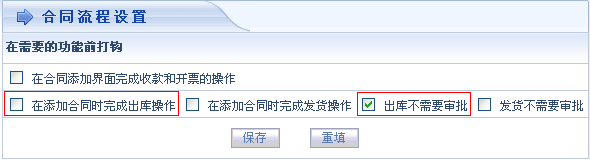 合同流程设置
在需要的功能前打钩
在合同添加界面完成收款和开票的操作
在添加合同时完成出库操作 在添加合同时完成发货操作 出库不需要审批 发货不需要审批
保存 重填